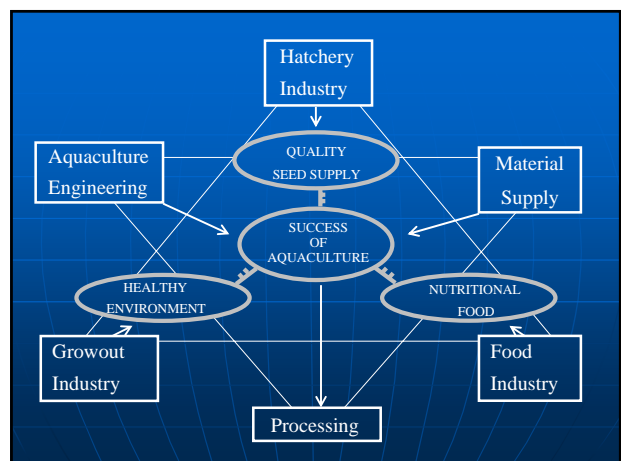 Hatchery
Industry
QUALITY
SEED SUPPLY
Aquaculture
Engineering
Material
Supply
SUCCESS
OF
AQUACULTURE
HEALTHY
ENVIRONMENT
NUTRITIONAL
FOOD
Growout
Industry
Food
Industry
Processing